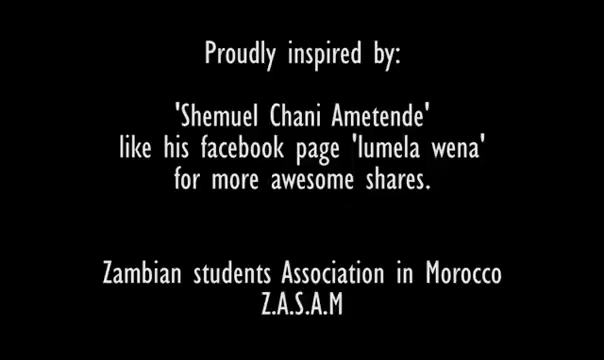 Proudly inspired by:
'Shemuel Chani Ametende'
like his facebook page 'lumela wena'
for more awesome shares.
Zambian students Association in Morocco
Z.A.S.A.M